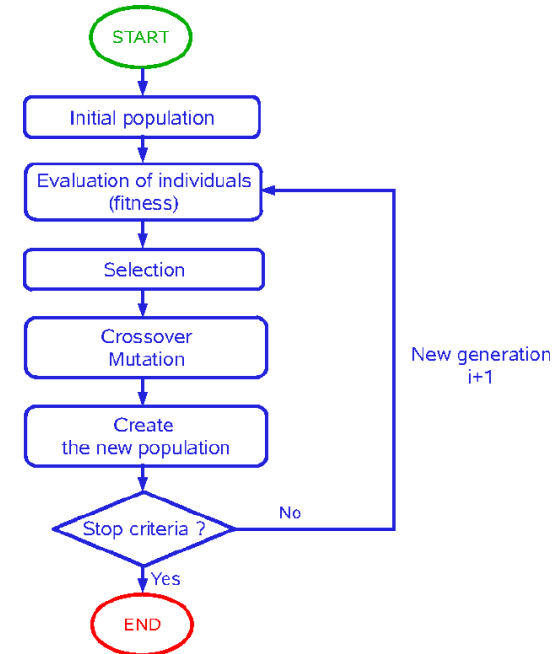 START
Initial population
Evaluation of individuals
(fitness)
Selection
Crossover
Mutation
New generation
i+1
Create
the new population
Stop criteria ?
No
Yes
END